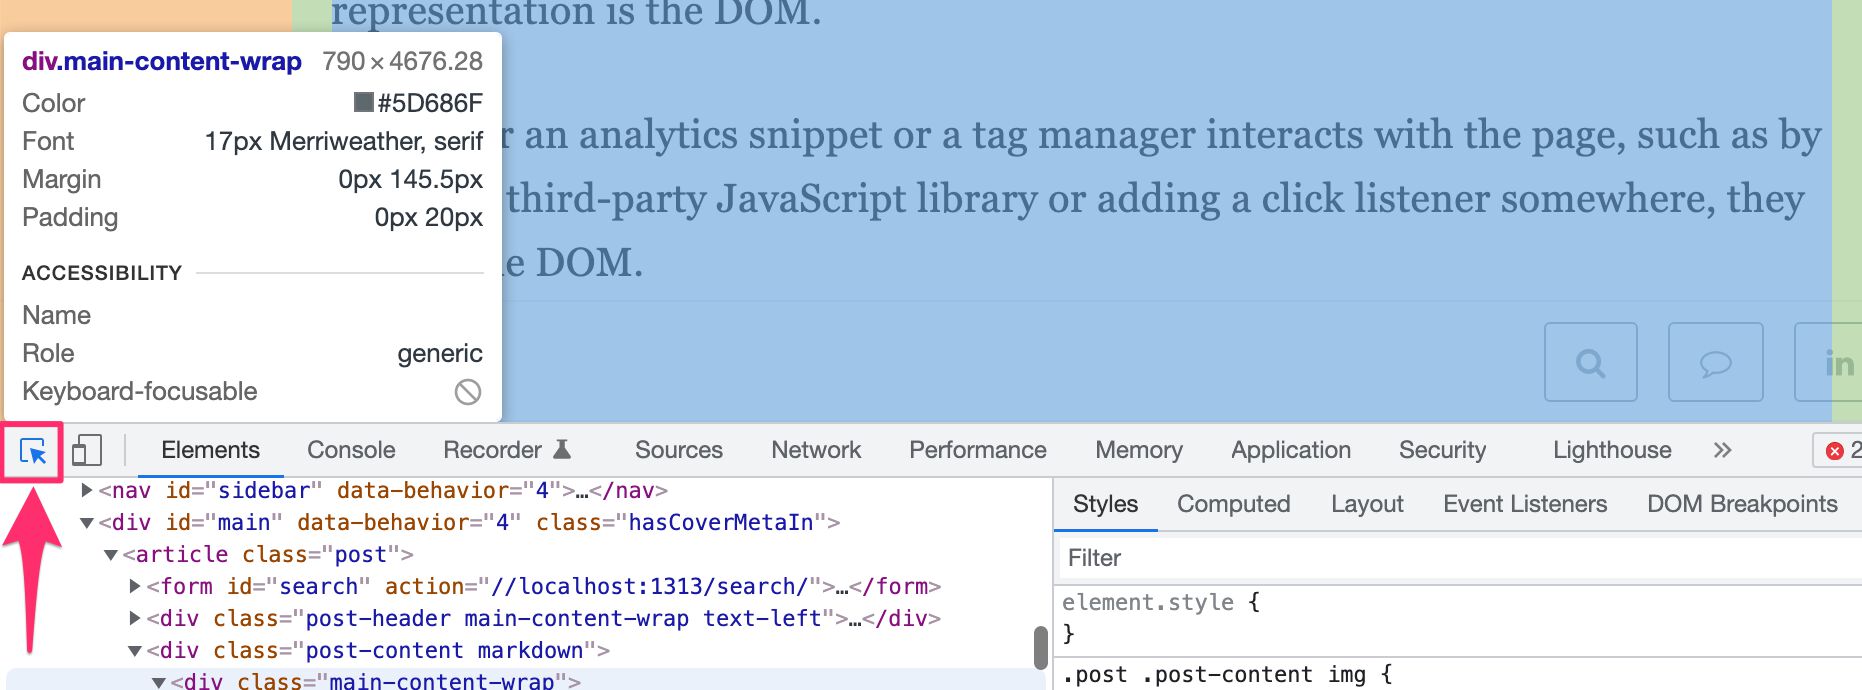 representation is the DOM.
div.main-content-wrap 790 × 4676.28
Color #5D686F
Font 17px Merriweather, serif
Margin 0px 145.5px
Padding 0px 20px
ACCESSIBILITY
Name
Role generic
Keyboard-focusable
r an analytics snippet or a tag manager interacts with the page, such as by
third-party JavaScript library or adding a click listener somewhere, they
e DOM.
in
Elements Console Recorder Sources Network Performance Memory Application Security Lighthouse » 2
▶<nav id="sidebar" data-behavior="4">…</nav>
▼<div id="main" data-behavior="4" class="hasCoverMetaIn">
▼<article class="post">
▶<form id="search" action="//localhost:1313/search/">…</form>
▶<div class="post-header main-content-wrap text-left">…</div>
▼<div class="post-content markdown">
▼<div class="main-content-wrap">
Styles Computed Layout Event Listeners DOM Breakpoints
Filter
element.style {
}
.post .post-content img {